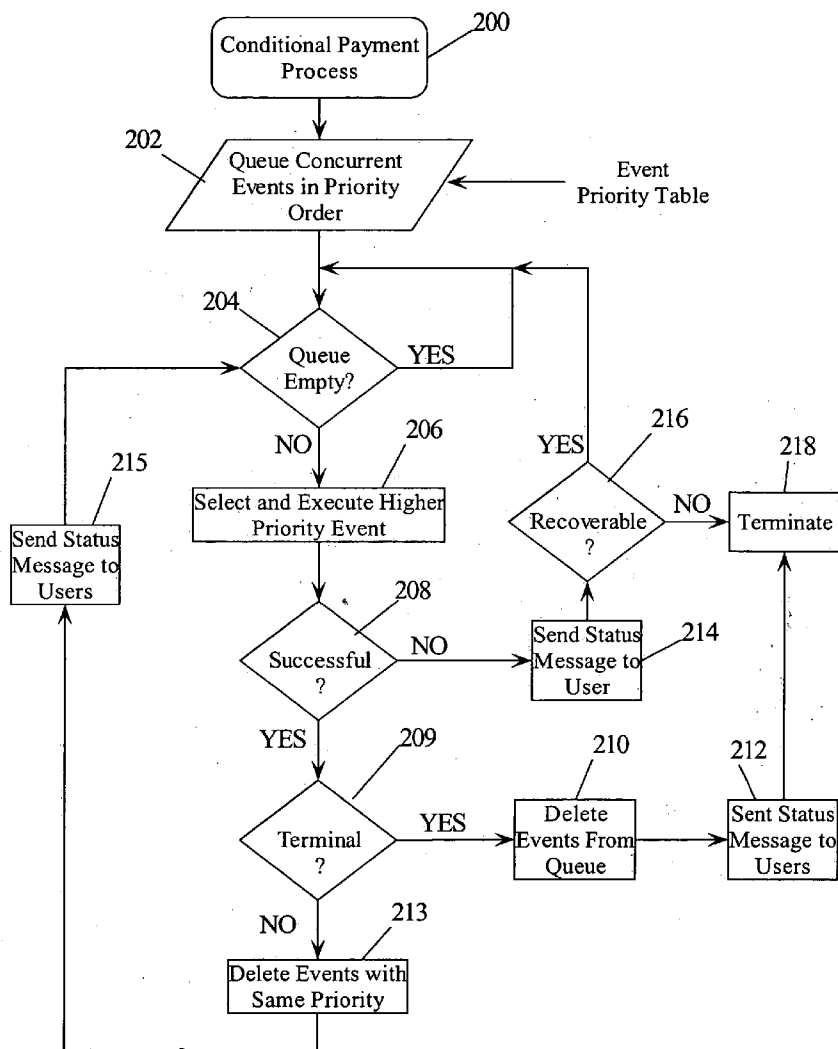 200
Conditional Payment
Process
202
Queue Concurrent
Events in Priority
Order
Event
Priority Table
204
Queue
Empty?
YES
NO
206
Select and Execute Higher
Priority Event
215
Send Status
Message to
Users
YES
216
Recoverable
?
NO
218
Terminate
208
Successful
?
NO
Send Status
Message to
User
214
YES
209
Terminal
?
YES
210
Delete
Events From
Queue
212
Sent Status
Message to
Users
NO
213
Delete Events with
Same Priority